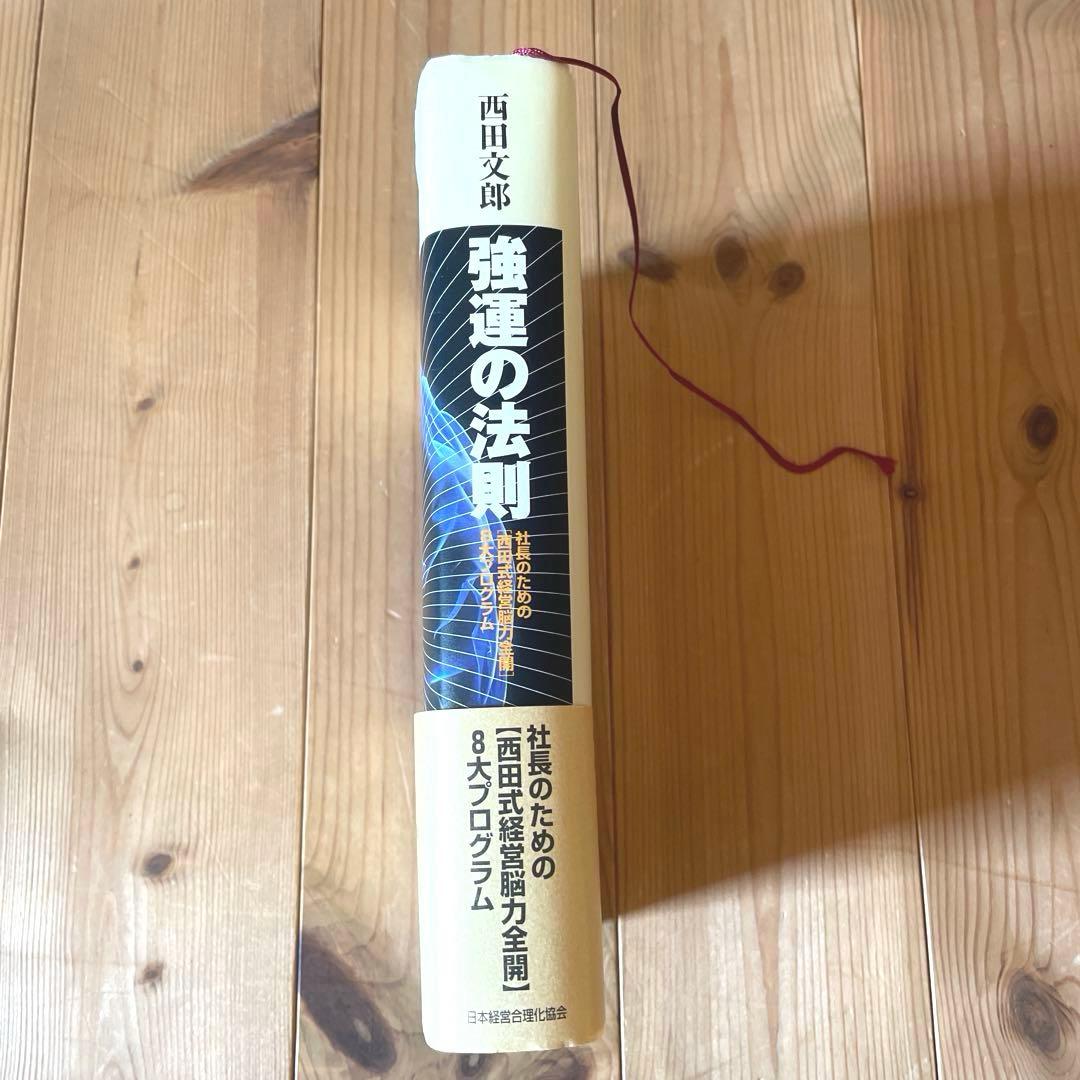 西田文郎
強運の法則
社長のための
[西田式経営脳力全開]
8大プログラム
社長のための
【西田式経営脳力全開】
8大プログラム
日本経営合理化協会